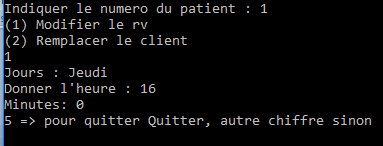 Indiquer le numero du patient : 1
(1) Modifier le rv
(2) Remplacer le client
1
Jours : Jeudi
Donner l'heure : 16
Minutes: 0
5 => pour quitter Quitter, autre chiffre sinon